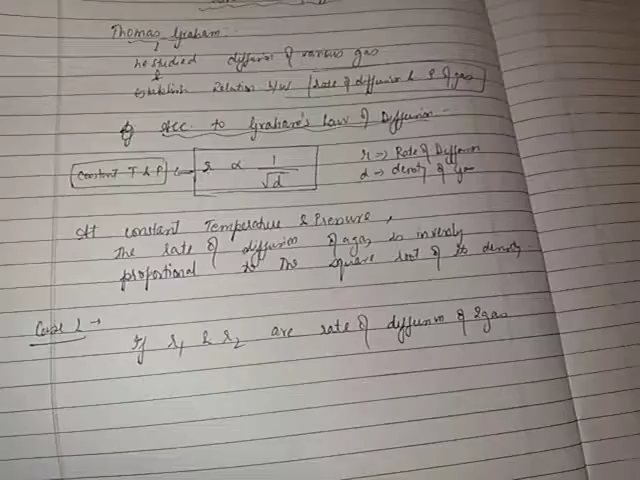 Thomas Graham
he studied diffusion of various gas
&
establish Relation b/w [rate of diffusion & ρ of gas]
Acc. to Graham's Law of Diffusion
[Constant T & P] r ∝ 1/√d r => Rate of Diffusion
d => density of Gas
At constant Temperature & Pressure,
The rate of diffusion of a gas is inversly
proportional to the square root of its density
Case 1 →
If r₁ & r₂ are rate of diffusion of 2 gas